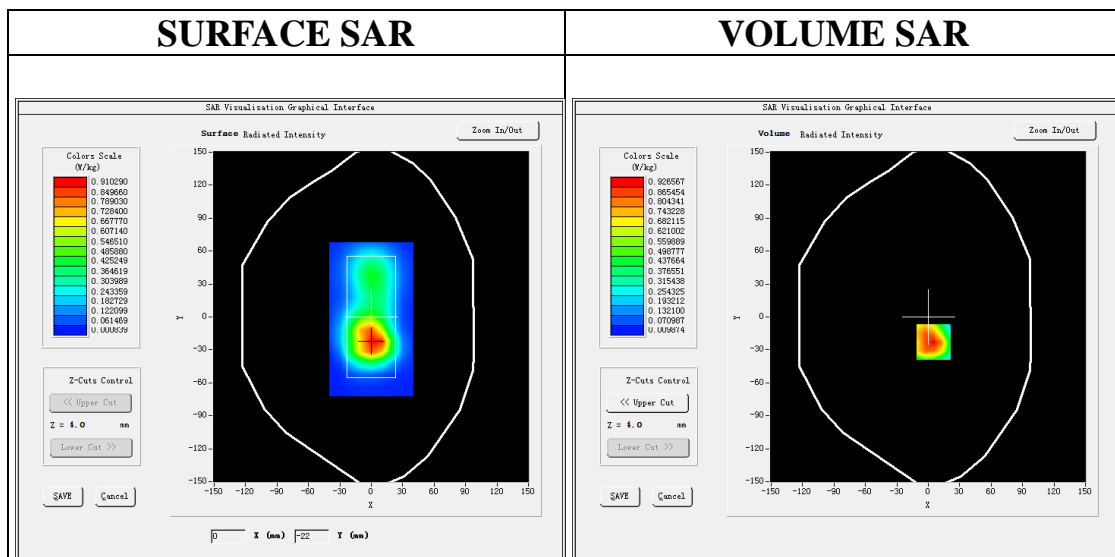 SURFACE SAR
SAR Visualisation Graphical Interface
Surface Radiated Intensity
Zoom In/Out
Colors Scale
(W/kg)
0.910290
0.849660
0.789030
0.728400
0.667770
0.607140
0.546510
0.485880
0.425249
0.364619
0.303989
0.243359
0.182729
0.122099
0.061469
0.000839
150
120
90
60
30
0
-30
-60
-90
-120
-150
Y
-150 -120 -90 -60 -30 0 30 60 90 120 150
X
Z-Cuts Control
<< Upper Cut
Z = 4.0 mm
Lower Cut >>
SAVE Cancel
0 X (mm) -22 Y (mm)
VOLUME SAR
SAR Visualisation Graphical Interface
Volume Radiated Intensity
Zoom In/Out
Colors Scale
(W/kg)
0.926567
0.865454
0.804341
0.743228
0.682115
0.621002
0.559889
0.498777
0.437664
0.376551
0.315438
0.254325
0.193212
0.132100
0.070987
0.009874
150
120
90
60
30
0
-30
-60
-90
-120
-150
Y
-150 -120 -90 -60 -30 0 30 60 90 120 150
X
Z-Cuts Control
<< Upper Cut
Z = 4.0 mm
Lower Cut >>
SAVE Cancel